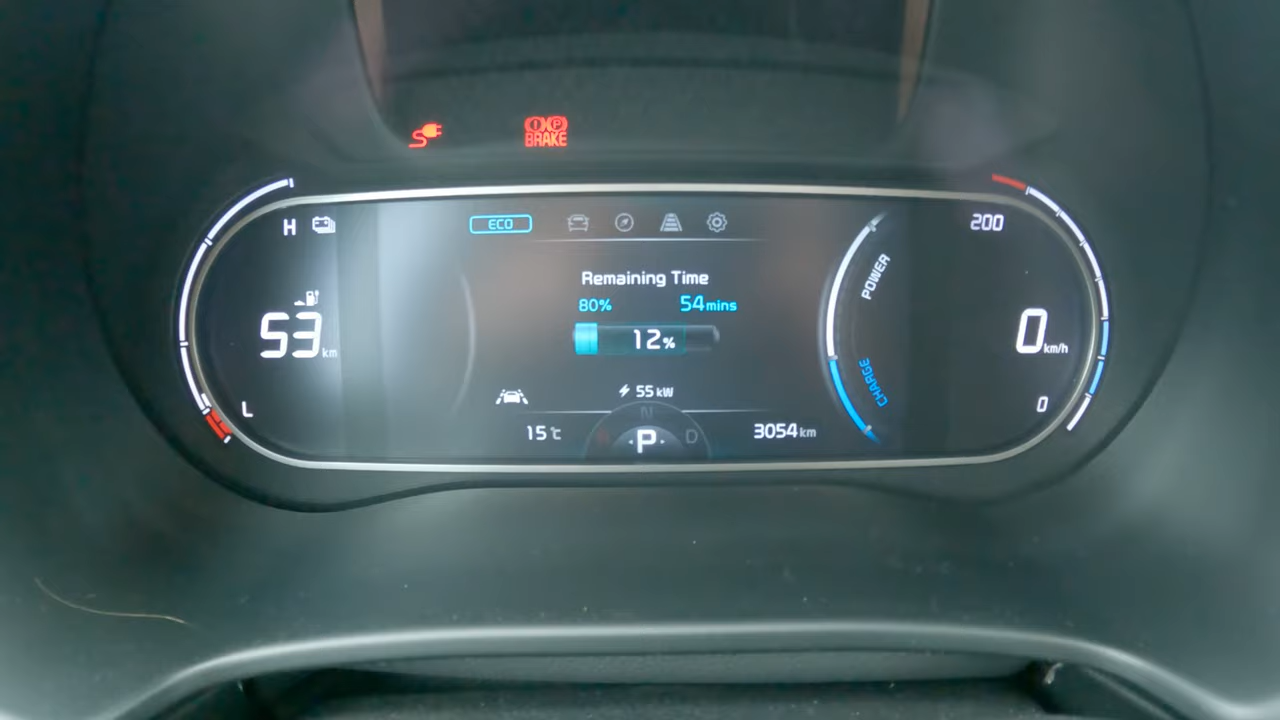 P
BRAKE
H
ECO
200
Remaining Time
80% 54mins
POWER
53km
12%
0km/h
CHARGE
55 kW
L
0
N
15℃
R P D
3054km